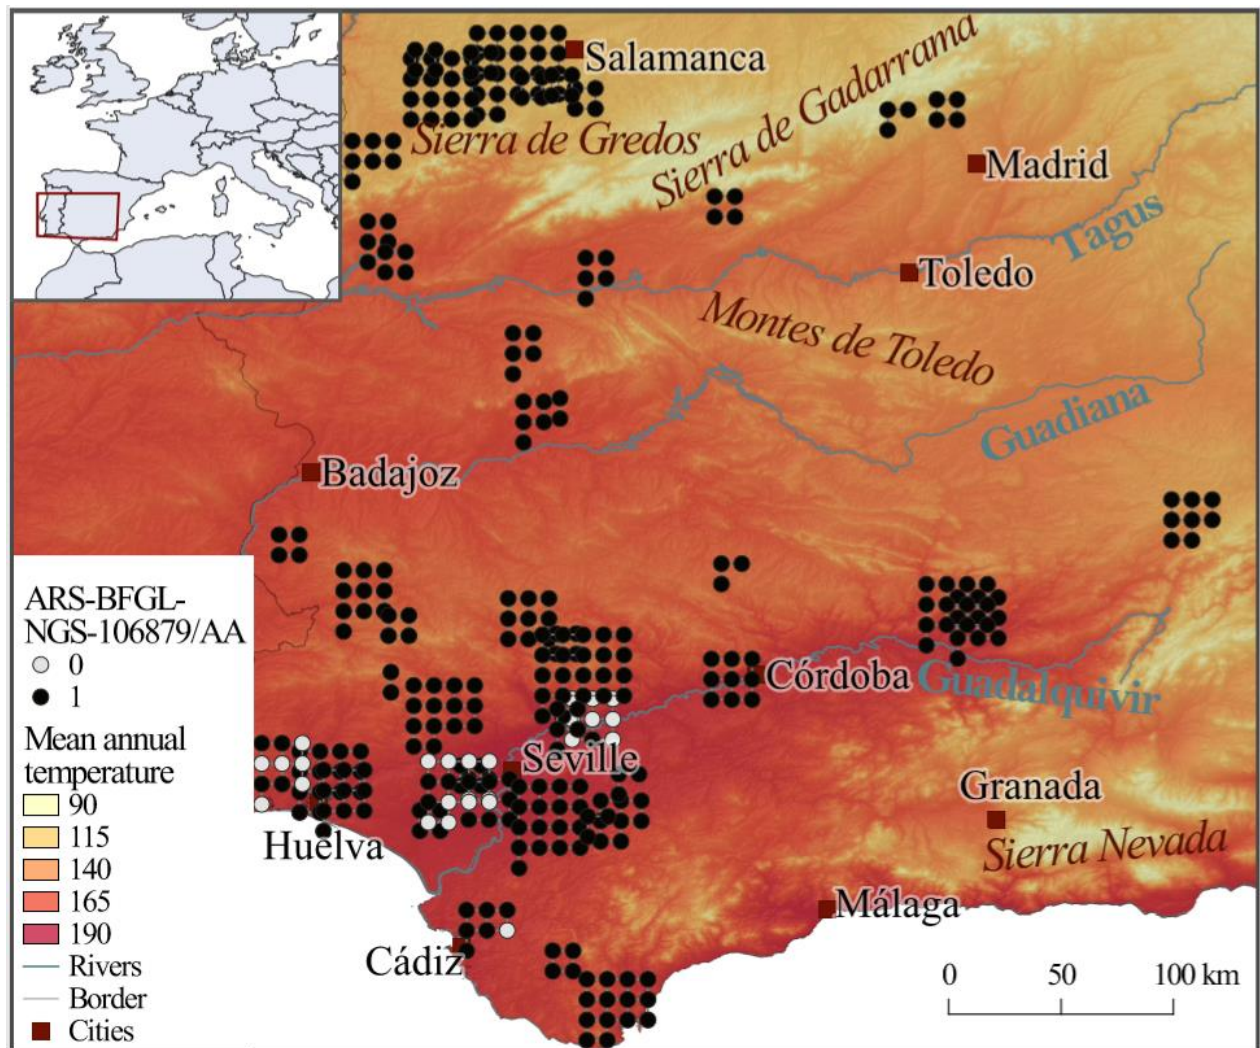 Salamanca
Sierra de Gredos
Sierra de Gadarrama
Madrid
Tagus
Toledo
Montes de Toledo
Guadiana
Badajoz
Córdoba
Guadalquivir
Seville
Granada
Sierra Nevada
Huelva
Málaga
Cádiz
ARS-BFGL-
NGS-106879/AA
0
1
Mean annual
temperature
90
115
140
165
190
Rivers
Border
Cities
0 50 100 km